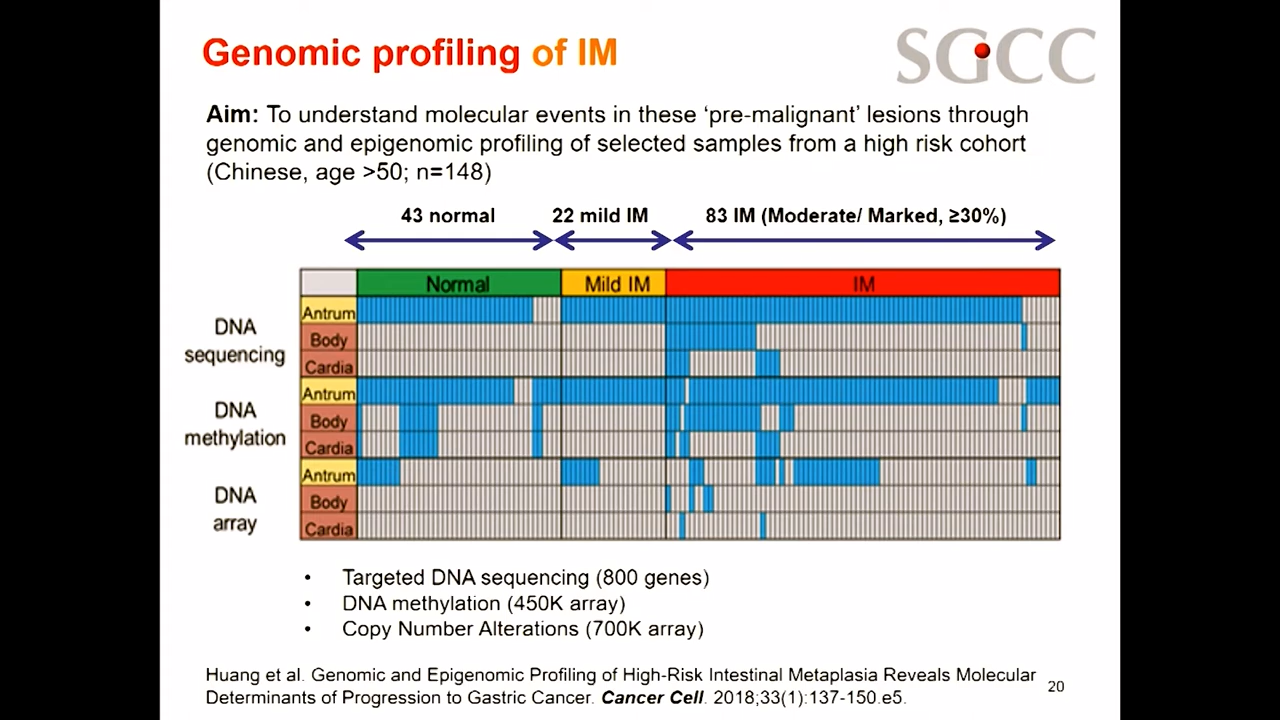 Genomic profiling of IM
SGCC
Aim: To understand molecular events in these ‘pre-malignant’ lesions through
genomic and epigenomic profiling of selected samples from a high risk cohort
(Chinese, age >50; n=148)
43 normal
22 mild IM
83 IM (Moderate/ Marked, ≥30%)
Normal
Mild IM
IM
DNA
sequencing
Antrum
Body
Cardia
DNA
methylation
Antrum
Body
Cardia
DNA
array
Antrum
Body
Cardia
• Targeted DNA sequencing (800 genes)
• DNA methylation (450K array)
• Copy Number Alterations (700K array)
Huang et al. Genomic and Epigenomic Profiling of High-Risk Intestinal Metaplasia Reveals Molecular
Determinants of Progression to Gastric Cancer. Cancer Cell. 2018;33(1):137-150.e5.
20